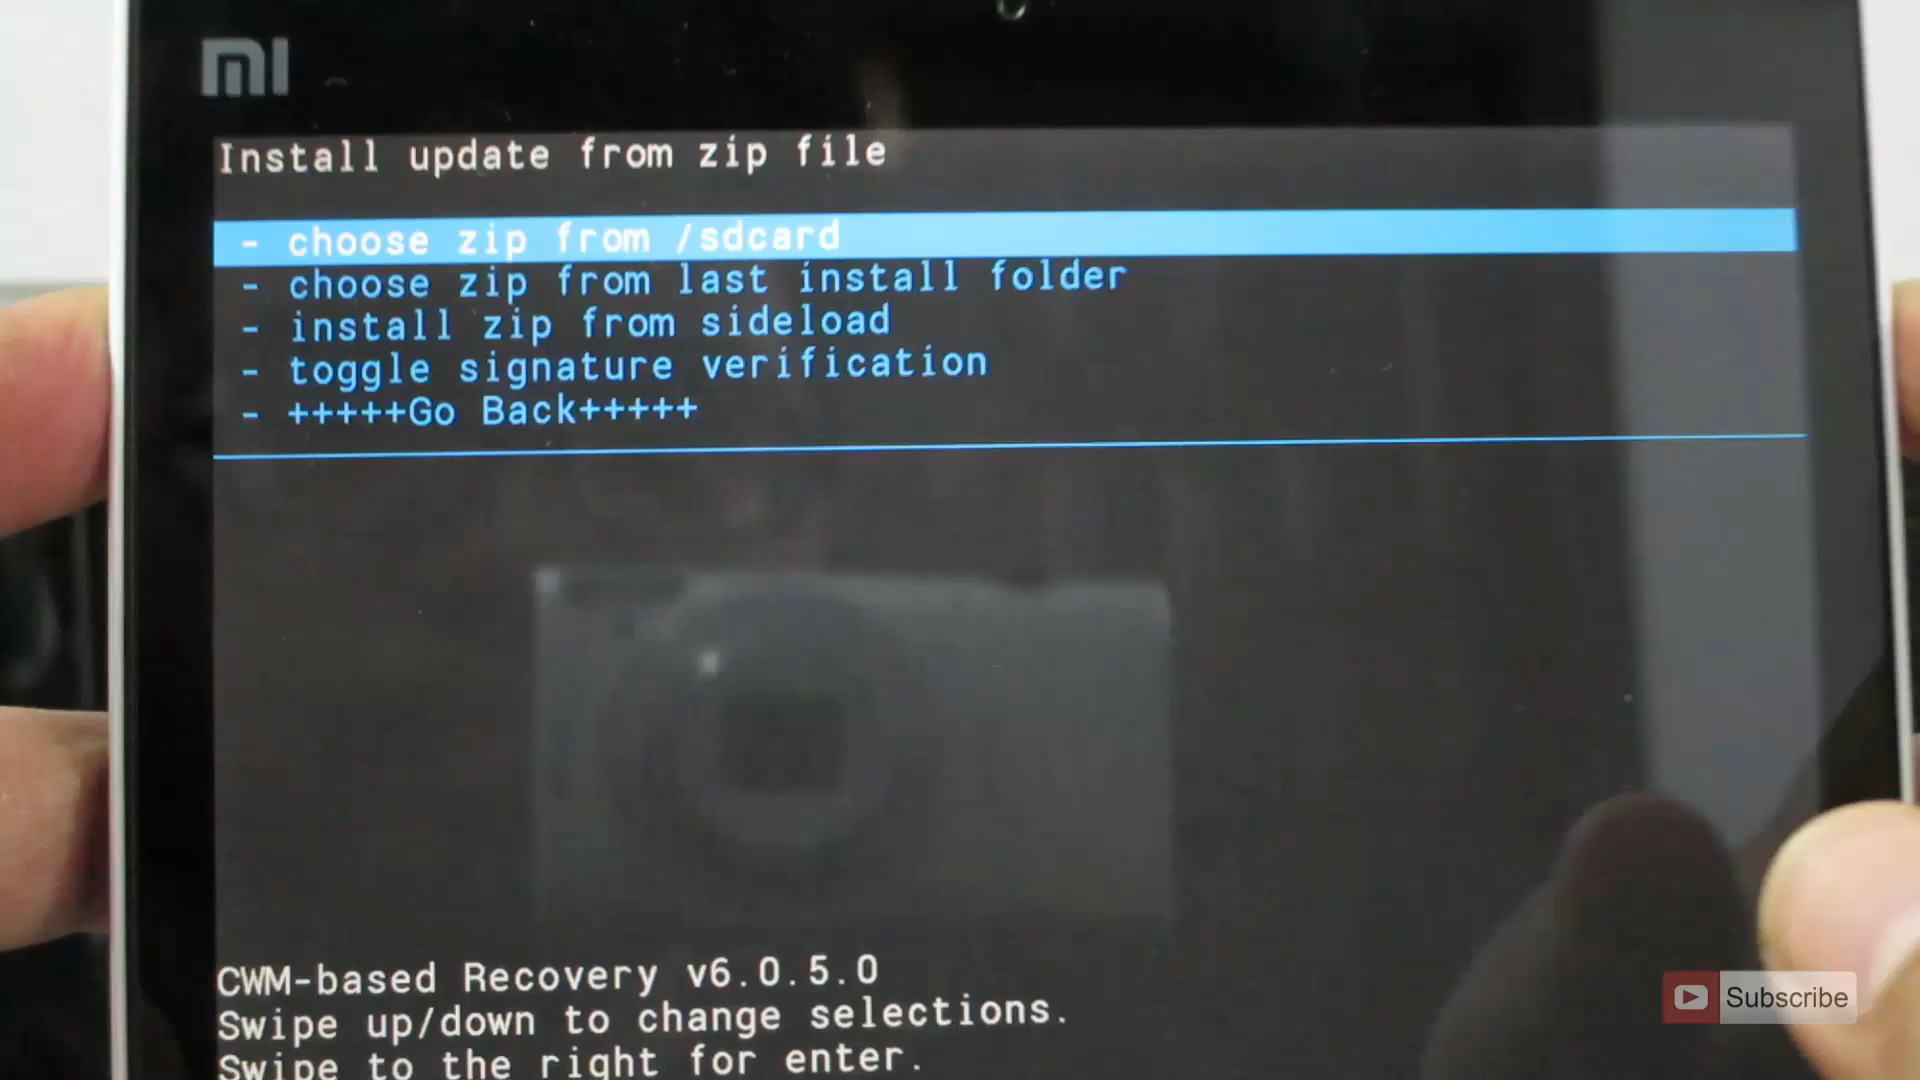 mi
Install update from zip file
- choose zip from /sdcard
- choose zip from last install folder
- install zip from sideload
- toggle signature verification
- +++++Go Back+++++
CWM-based Recovery v6.0.5.0
Swipe up/down to change selections.
Swipe to the right for enter.
Subscribe